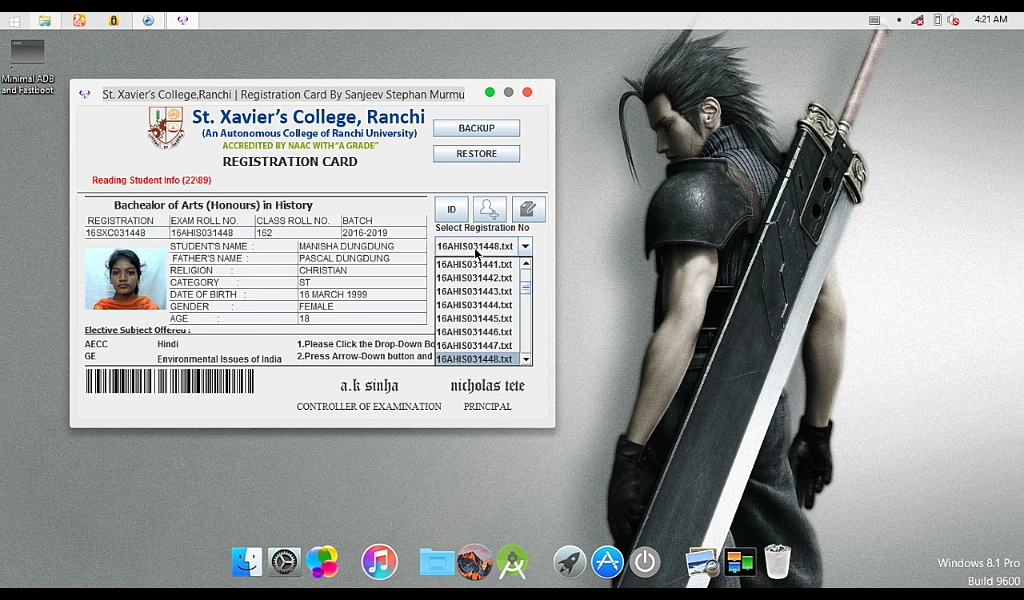 4:21 AM
Minimal ADB
and Fastboot
St. Xavier's College,Ranchi | Registration Card By Sanjeev Stephan Murmu
St. Xavier's College, Ranchi
(An Autonomous College of Ranchi University)
ACCREDITED BY NAAC WITH "A GRADE"
REGISTRATION CARD
BACKUP
RESTORE
Reading Student Info (22\89)
Bachealor of Arts (Honours) in History
ID
REGISTRATION EXAM ROLL NO. CLASS ROLL NO. BATCH
16SXC031448 16AHIS031448 162 2016-2019
STUDENT'S NAME : MANISHA DUNGDUNG
FATHER'S NAME : PASCAL DUNGDUNG
RELIGION : CHRISTIAN
CATEGORY : ST
DATE OF BIRTH : 16 MARCH 1999
GENDER : FEMALE
AGE : 18
Select Registration No
16AHIS031448.txt
16AHIS031441.txt
16AHIS031442.txt
16AHIS031443.txt
16AHIS031444.txt
16AHIS031445.txt
16AHIS031446.txt
16AHIS031447.txt
16AHIS031448.txt
Elective Subject Offered :
AECC Hindi 1.Please Click the Drop-Down Bo
GE Environmental Issues of India 2.Press Arrow-Down button and
a.k sinha nicholas tete
CONTROLLER OF EXAMINATION PRINCIPAL
Windows 8.1 Pro
Build 9600